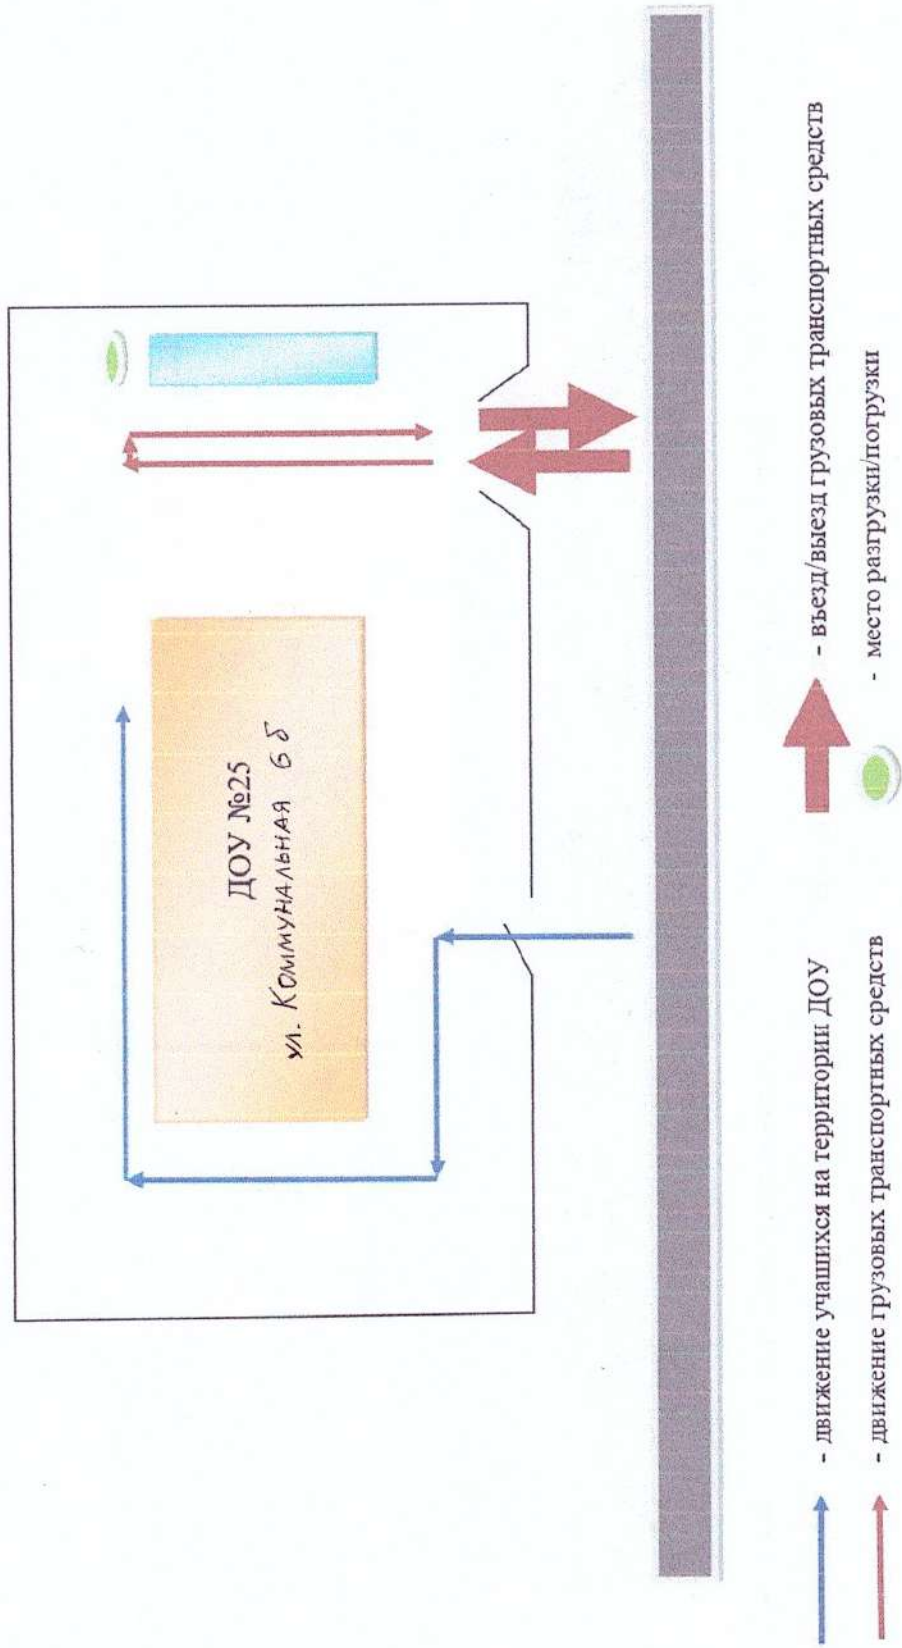 ДОУ №25
ул. Коммунальная 6б
- движение учашихся на территории ДОУ
- движение грузовых транспортных средств
- въезд/выезд грузовых транспортных средств
- место разгрузки/погрузки